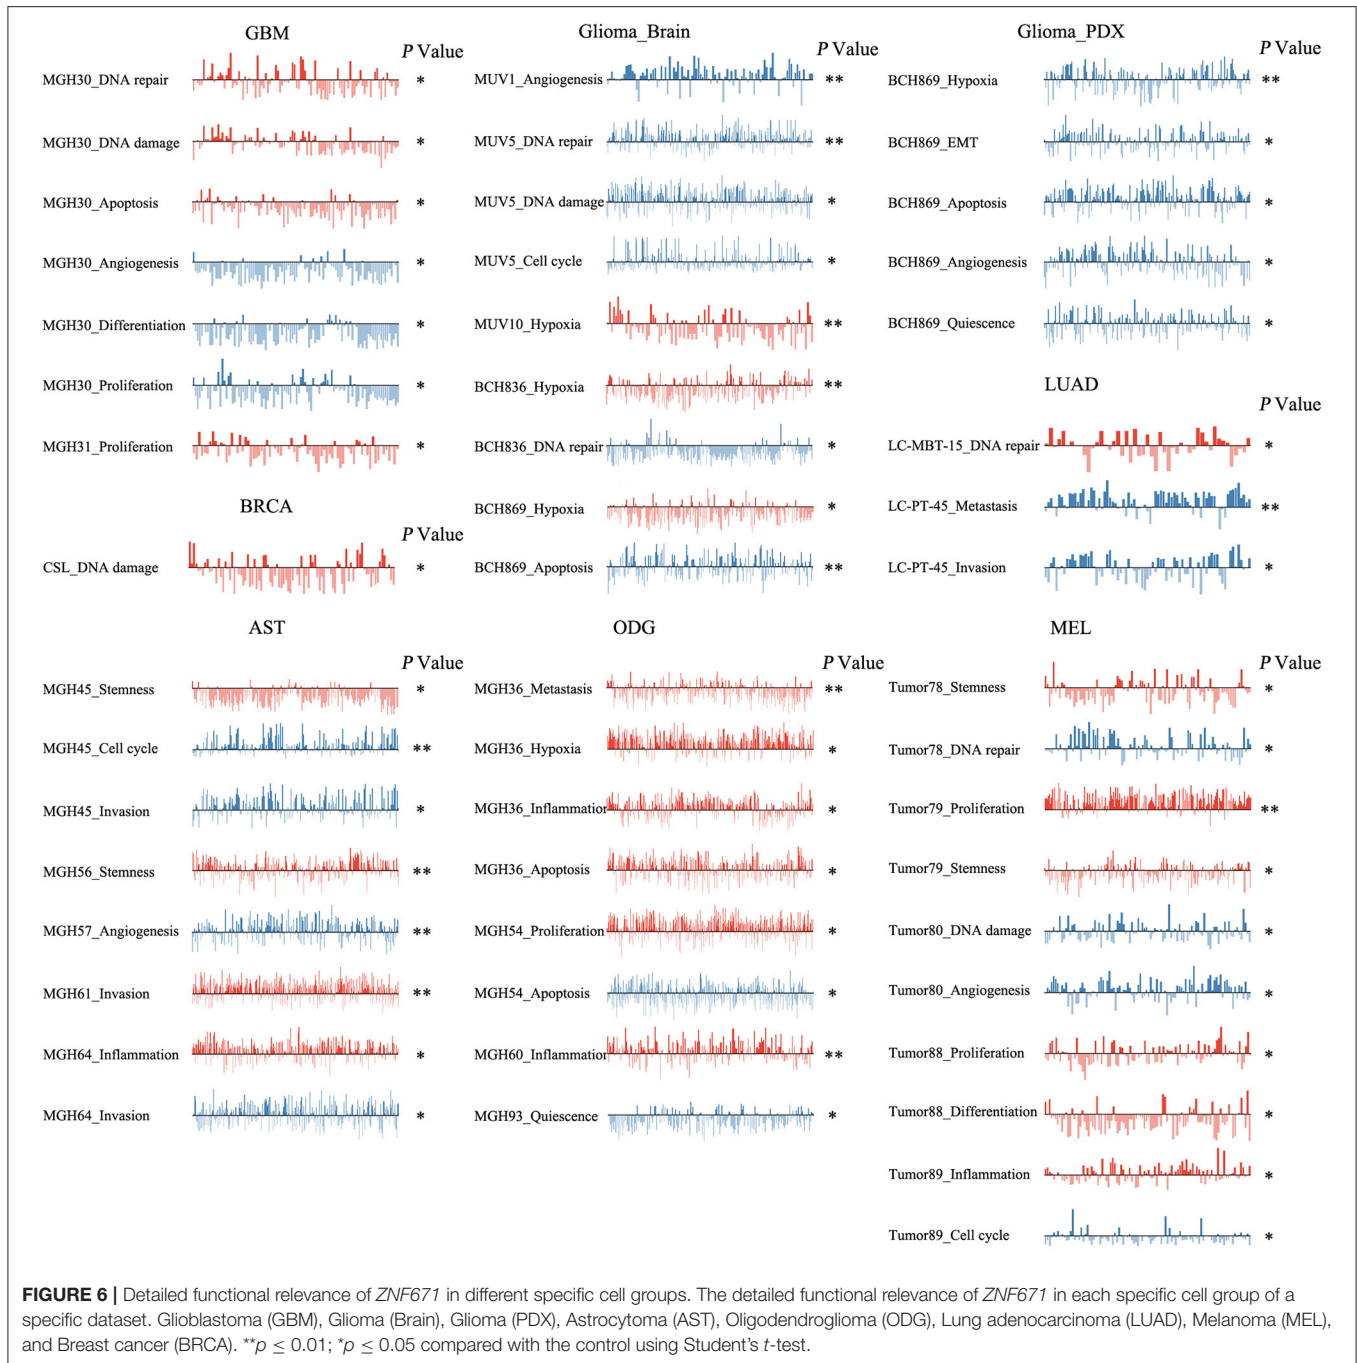 GBM
P Value
MGH30_DNA repair *
MGH30_DNA damage *
MGH30_Apoptosis *
MGH30_Angiogenesis *
MGH30_Differentiation *
MGH30_Proliferation *
MGH31_Proliferation *
BRCA
P Value
CSL_DNA damage *
Glioma_Brain
P Value
MUV1_Angiogenesis **
MUV5_DNA repair **
MUV5_DNA damage *
MUV5_Cell cycle *
MUV10_Hypoxia **
BCH836_Hypoxia **
BCH836_DNA repair *
BCH869_Hypoxia *
BCH869_Apoptosis **
Glioma_PDX
P Value
BCH869_Hypoxia **
BCH869_EMT *
BCH869_Apoptosis *
BCH869_Angiogenesis *
BCH869_Quiescence *
LUAD
P Value
LC-MBT-15_DNA repair *
LC-PT-45_Metastasis **
LC-PT-45_Invasion *
AST
P Value
MGH45_Stemness *
MGH45_Cell cycle **
MGH45_Invasion *
MGH56_Stemness **
MGH57_Angiogenesis **
MGH61_Invasion **
MGH64_Inflammation *
MGH64_Invasion *
ODG
P Value
MGH36_Metastasis **
MGH36_Hypoxia *
MGH36_Inflammation *
MGH36_Apoptosis *
MGH54_Proliferation *
MGH54_Apoptosis *
MGH60_Inflammation **
MGH93_Quiescence *
MEL
P Value
Tumor78_Stemness *
Tumor78_DNA repair *
Tumor79_Proliferation **
Tumor79_Stemness *
Tumor80_DNA damage *
Tumor80_Angiogenesis *
Tumor88_Proliferation *
Tumor88_Differentiation *
Tumor89_Inflammation *
Tumor89_Cell cycle *
FIGURE 6 | Detailed functional relevance of ZNF671 in different specific cell groups. The detailed functional relevance of ZNF671 in each specific cell group of a
specific dataset. Glioblastoma (GBM), Glioma (Brain), Glioma (PDX), Astrocytoma (AST), Oligodendroglioma (ODG), Lung adenocarcinoma (LUAD), Melanoma (MEL),
and Breast cancer (BRCA). **p ≤ 0.01; *p ≤ 0.05 compared with the control using Student's t-test.